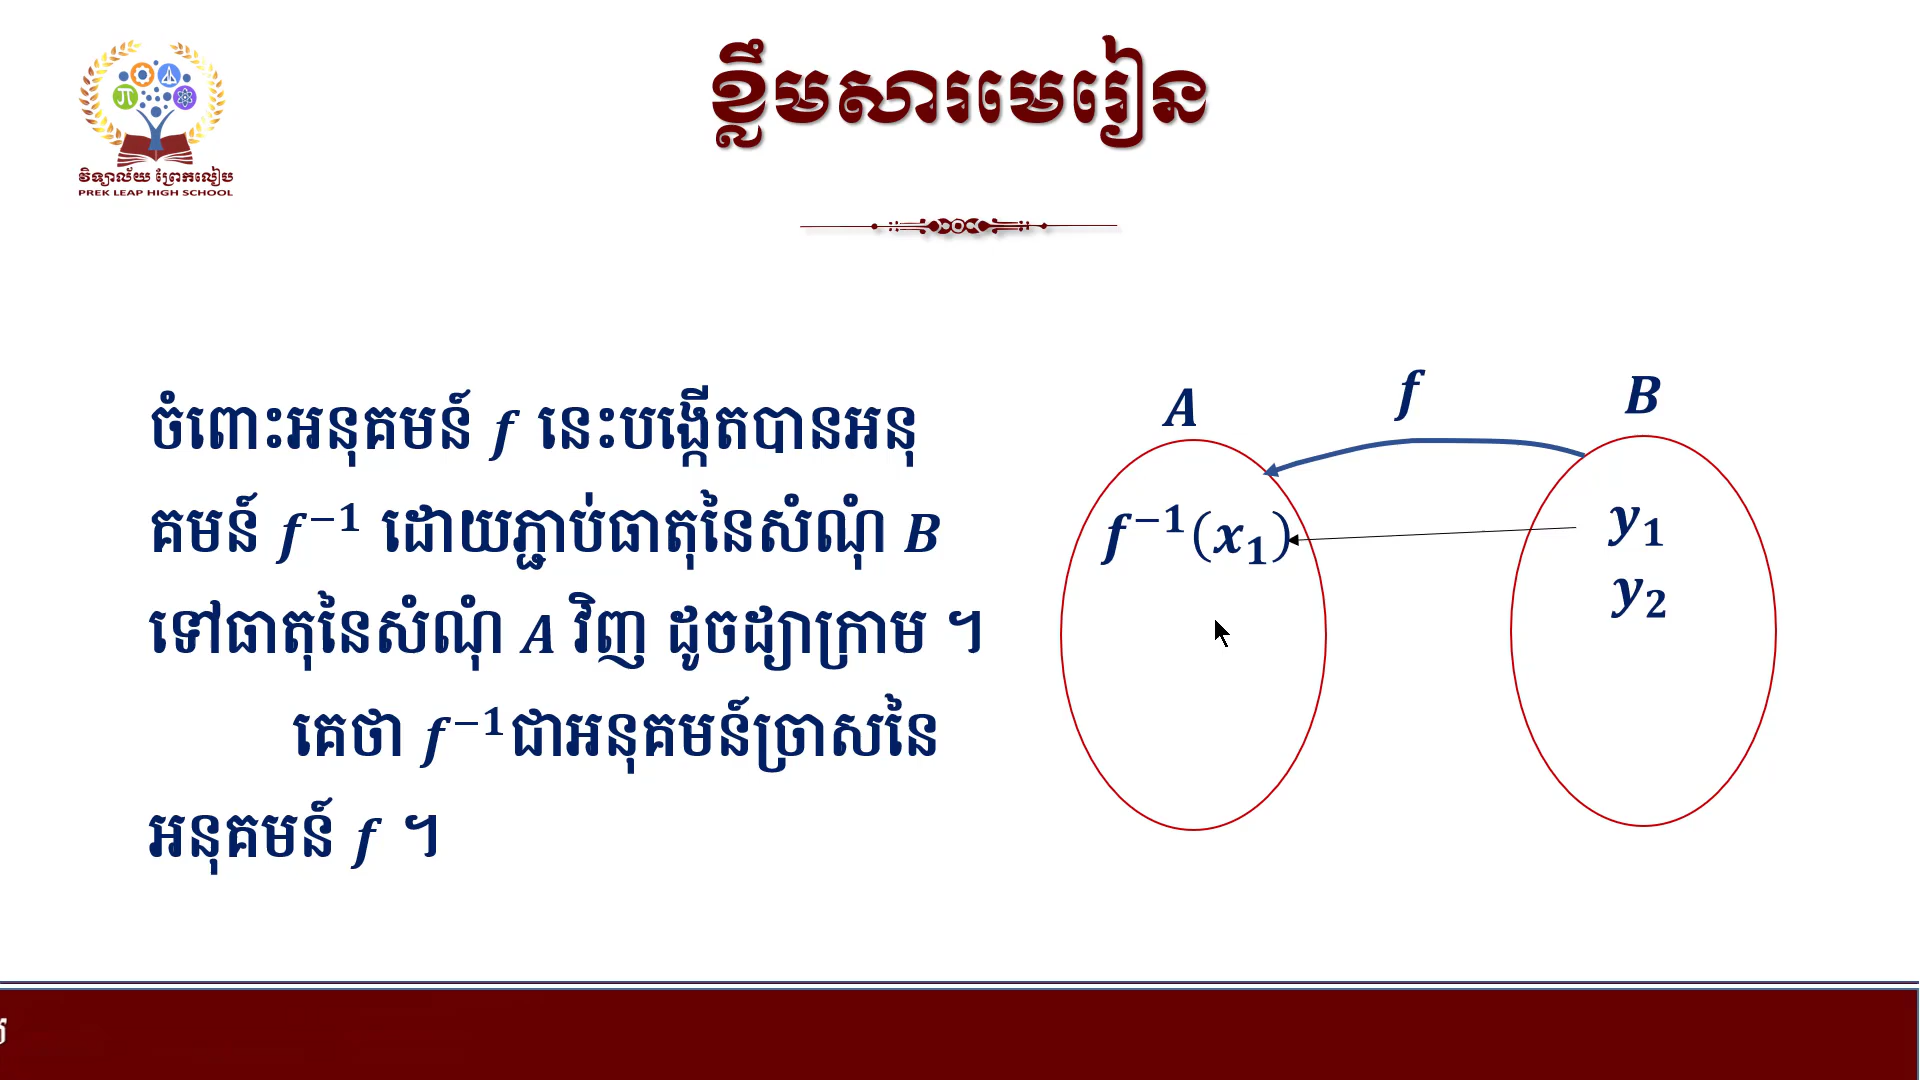 ខ្លឹមសារមេរៀន
វិទ្យាល័យ ព្រែកលៀប
PREK LEAP HIGH SCHOOL
ចំពោះអនុគមន៍ f នេះបង្កើតបានអនុ
គមន៍ f⁻¹ ដោយភ្ជាប់ធាតុនៃសំណុំ B
ទៅធាតុនៃសំណុំ A វិញ ដូចដ្យាក្រាម ។
គេថា f⁻¹ជាអនុគមន៍ច្រាសនៃ
អនុគមន៍ f ។
A f B
f⁻¹(x₁) y₁
y₂